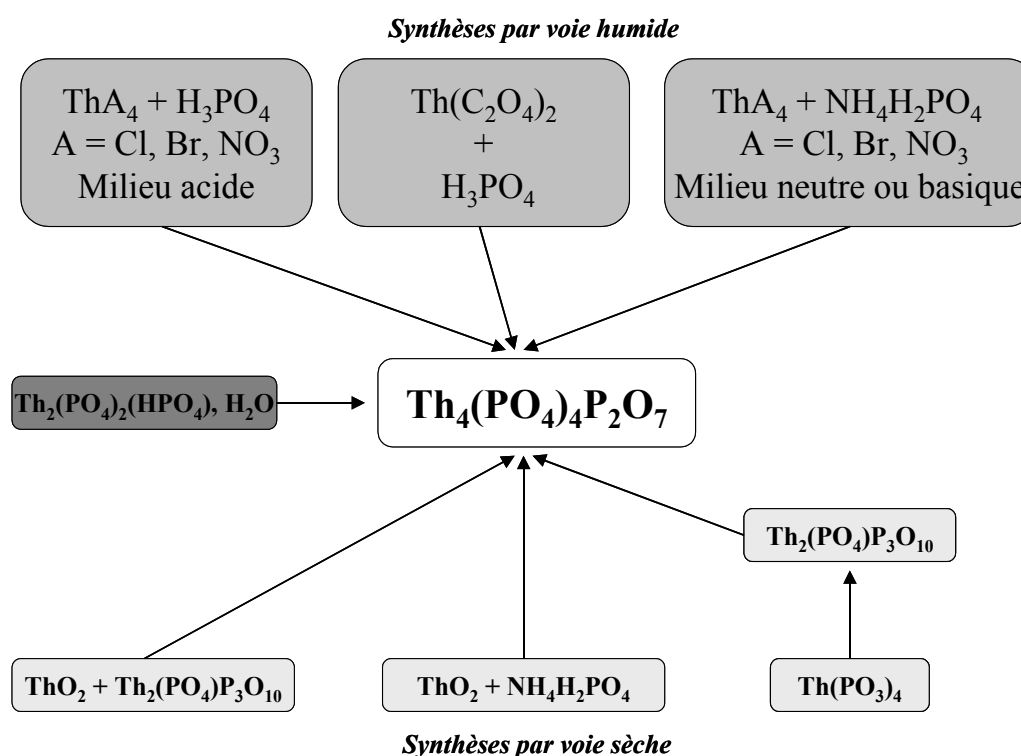 Synthèses par voie humide
ThA₄ + H₃PO₄
A = Cl, Br, NO₃
Milieu acide
Th(C₂O₄)₂
+
H₃PO₄
ThA₄ + NH₄H₂PO₄
A = Cl, Br, NO₃
Milieu neutre ou basique
Th₂(PO₄)₂(HPO₄), H₂O
Th₄(PO₄)₄P₂O₇
Th₂(PO₄)P₃O₁₀
ThO₂ + Th₂(PO₄)P₃O₁₀
ThO₂ + NH₄H₂PO₄
Th(PO₃)₄
Synthèses par voie sèche